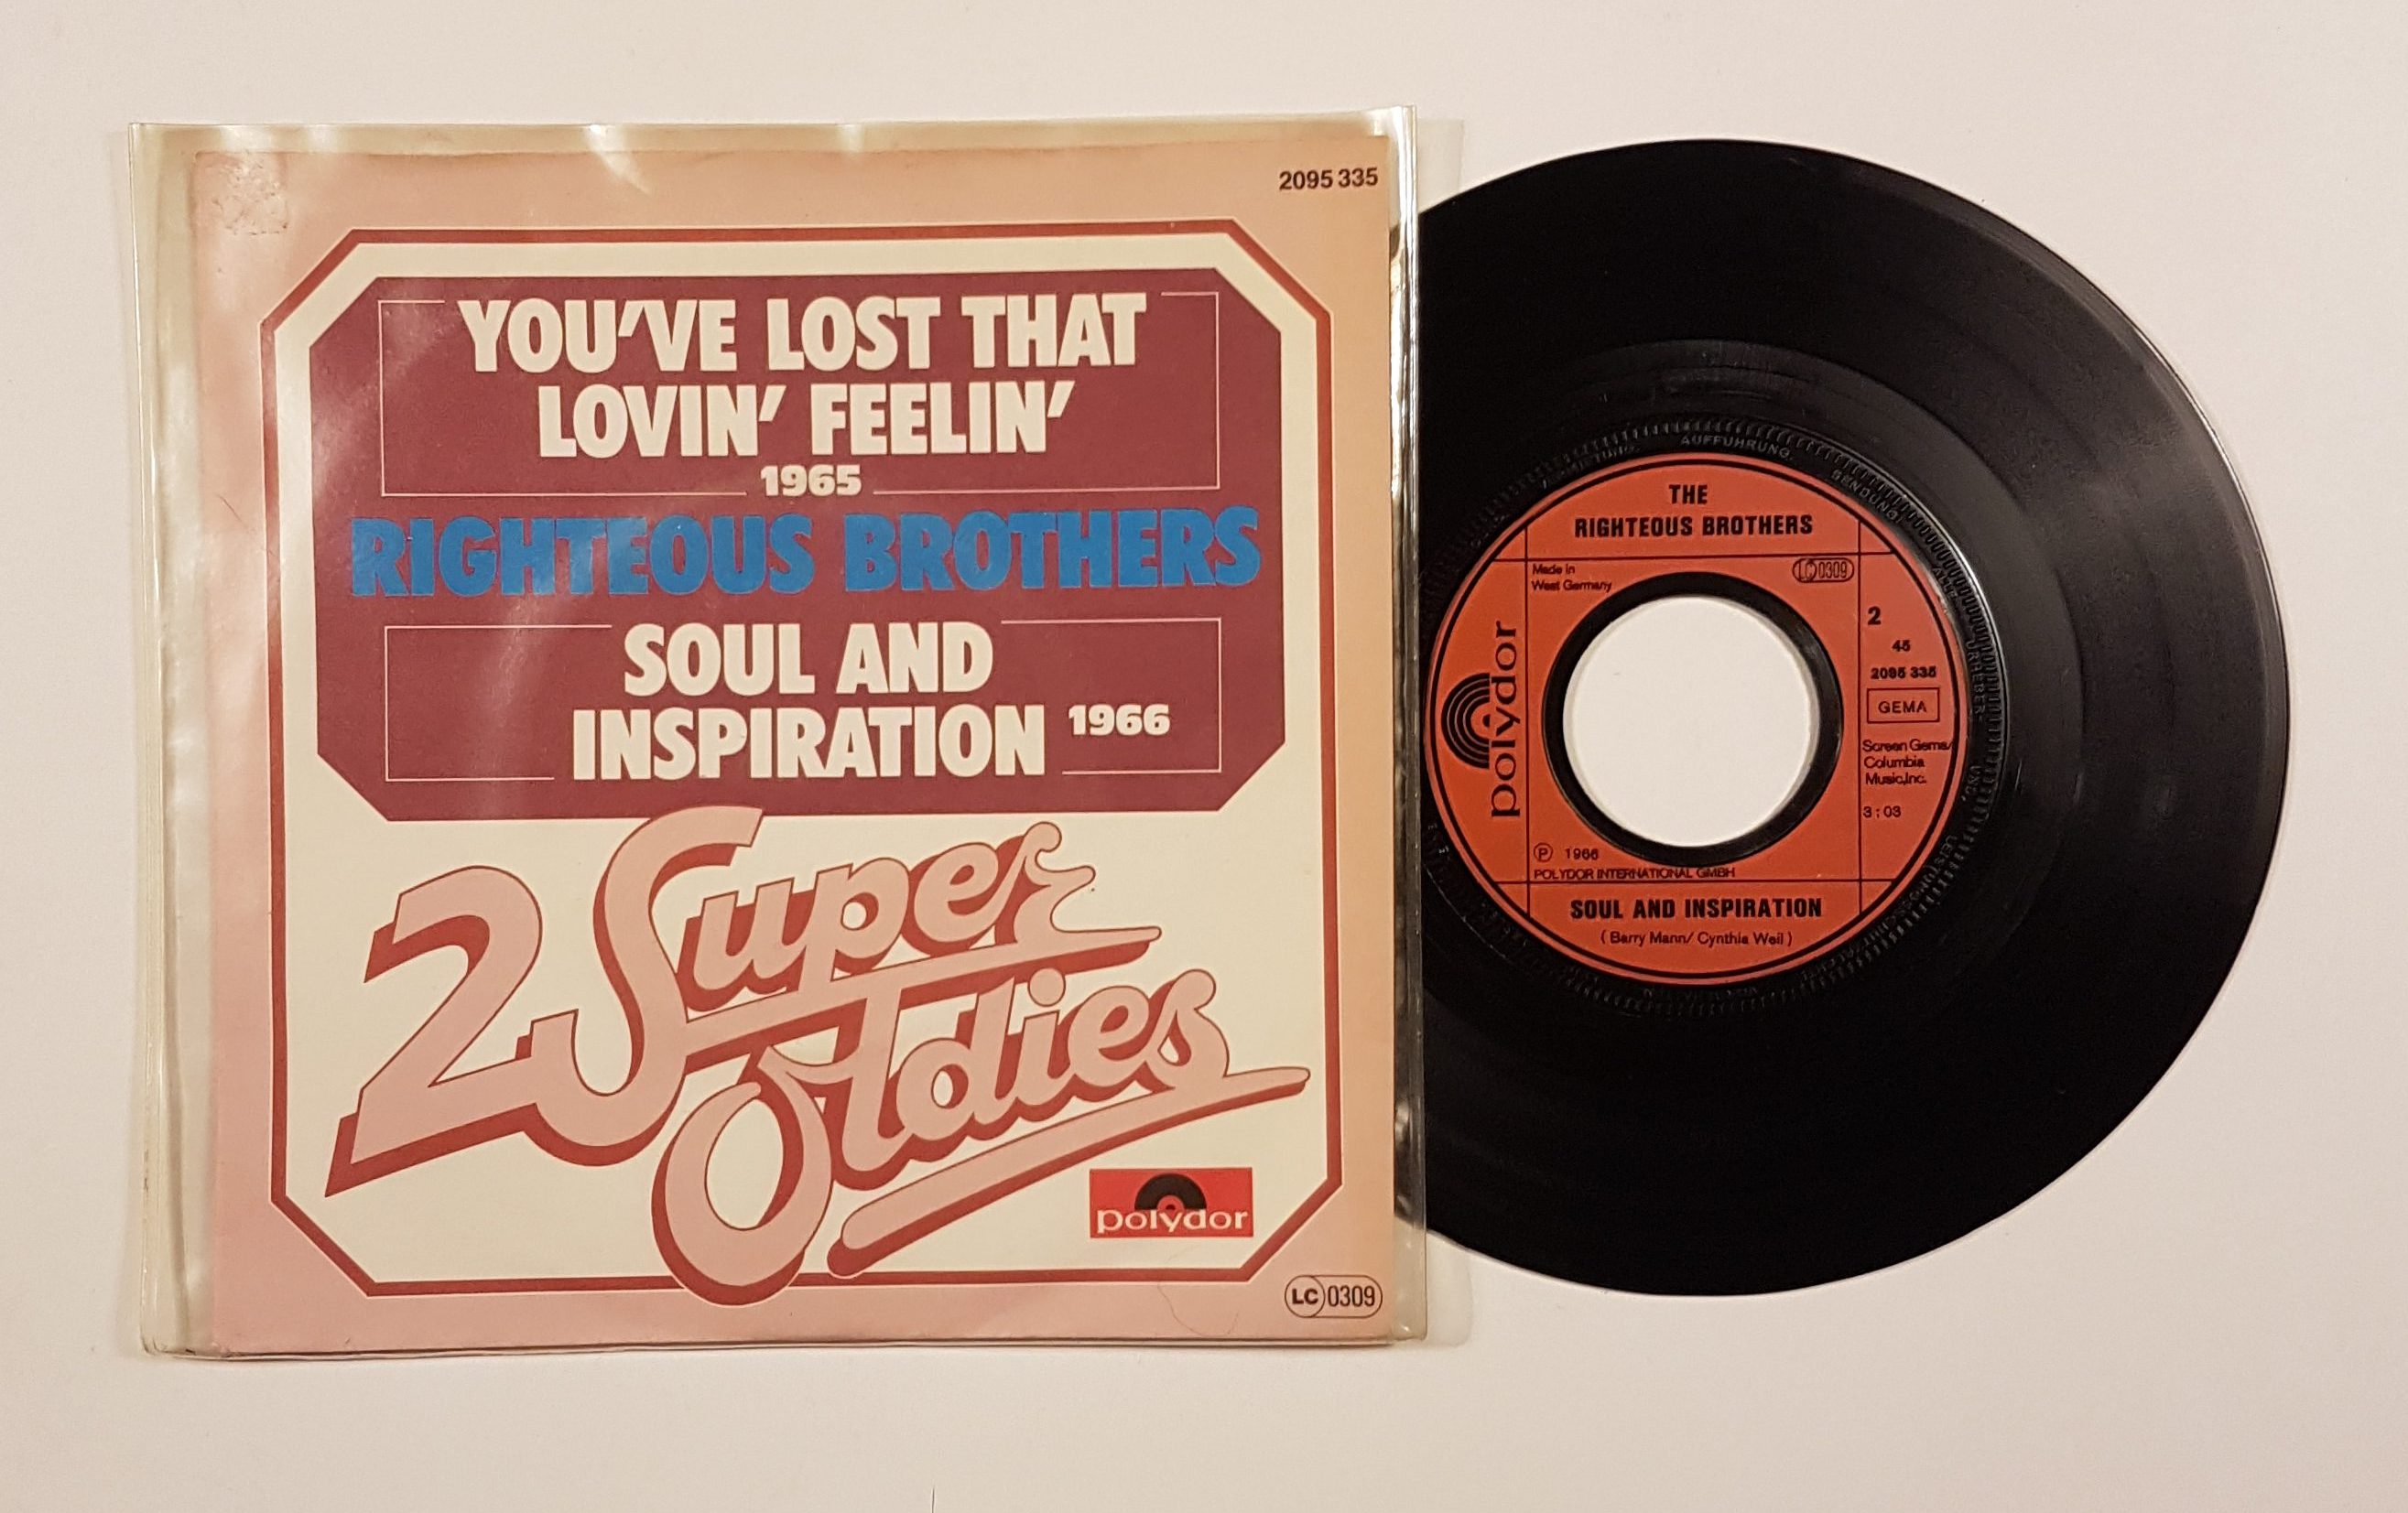 2095 335
YOU'VE LOST THAT
LOVIN' FEELIN'
1965
RIGHTEOUS BROTHERS
SOUL AND
INSPIRATION 1966
2 Super
Oldies
polydor
LC 0309
AUFFÜHRUNG,
SENDUNG!
THE
RIGHTEOUS BROTHERS
Made in
West Germany
LC 0309
polydor
2
45
2095 335
GEMA
Screen Gems/
Columbia
Music,Inc.
3:03
Ⓟ 1966
POLYDOR INTERNATIONAL GMBH
SOUL AND INSPIRATION
(Barry Mann/ Cynthia Weil)